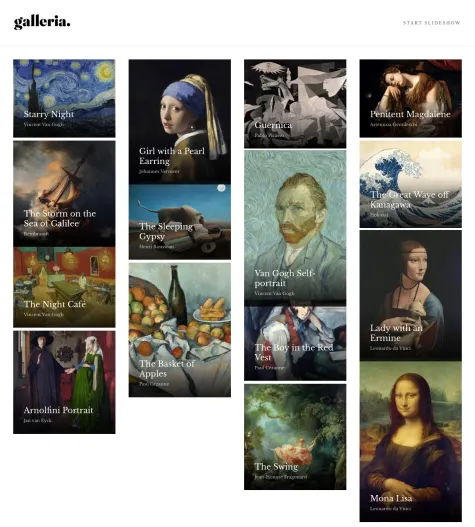 galleria.
START SLIDESHOW
Starry Night
Vincent Van Gogh
The Storm on the
Sea of Galilee
Rembrandt
The Night Café
Vincent Van Gogh
Arnolfini Portrait
Jan van Eyck
Girl with a Pearl
Earring
Johannes Vermeer
The Sleeping
Gypsy
Henri Rousseau
The Basket of
Apples
Paul Cézanne
Guernica
Pablo Picasso
Van Gogh Self-
portrait
Vincent Van Gogh
The Boy in the Red
Vest
Paul Cézanne
The Swing
Jean-Honoré Fragonard
Penitent Magdalene
Artemisia Gentileschi
The Great Wave off
Kanagawa
Hokusai
Lady with an
Ermine
Leonardo da Vinci
Mona Lisa
Leonardo da Vinci